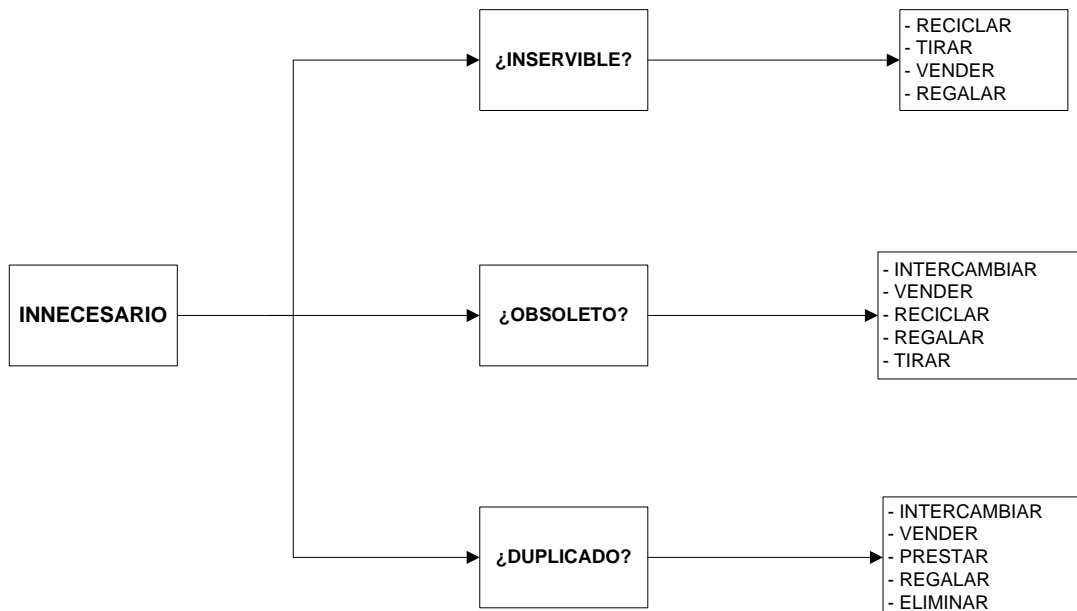 ¿INSERVIBLE?
- RECICLAR
- TIRAR
- VENDER
- REGALAR
INNECESARIO
¿OBSOLETO?
- INTERCAMBIAR
- VENDER
- RECICLAR
- REGALAR
- TIRAR
¿DUPLICADO?
- INTERCAMBIAR
- VENDER
- PRESTAR
- REGALAR
- ELIMINAR